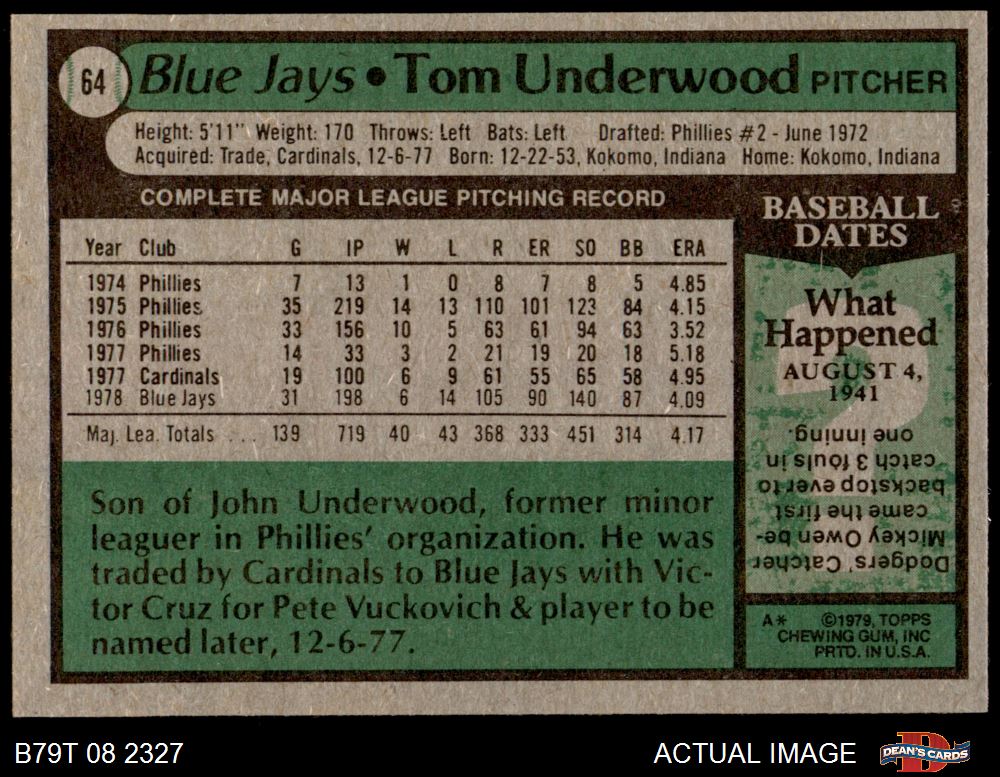 64 Blue Jays • Tom Underwood PITCHER
Height: 5'11" Weight: 170 Throws: Left Bats: Left Drafted: Phillies #2 - June 1972
Acquired: Trade, Cardinals, 12-6-77 Born: 12-22-53, Kokomo, Indiana Home: Kokomo, Indiana
COMPLETE MAJOR LEAGUE PITCHING RECORD
Year Club G IP W L R ER SO BB ERA
1974 Phillies 7 13 1 0 8 7 8 5 4.85
1975 Phillies 35 219 14 13 110 101 123 84 4.15
1976 Phillies 33 156 10 5 63 61 94 63 3.52
1977 Phillies 14 33 3 2 21 19 20 18 5.18
1977 Cardinals 19 100 6 9 61 55 65 58 4.95
1978 Blue Jays 31 198 6 14 105 90 140 87 4.09
Maj. Lea. Totals ... 139 719 40 43 368 333 451 314 4.17
Son of John Underwood, former minor
leaguer in Phillies' organization. He was
traded by Cardinals to Blue Jays with Vic-
tor Cruz for Pete Vuckovich & player to be
named later, 12-6-77.
BASEBALL
DATES
What
Happened
AUGUST 4,
1941
Dodgers' Catcher
Mickey Owen be-
came the first
backstop ever to
catch 3 fouls in
one inning.
A* ©1979, TOPPS
CHEWING GUM, INC
PRTD. IN U.S.A.
B79T 08 2327
ACTUAL IMAGE
DEAN'S CARDS